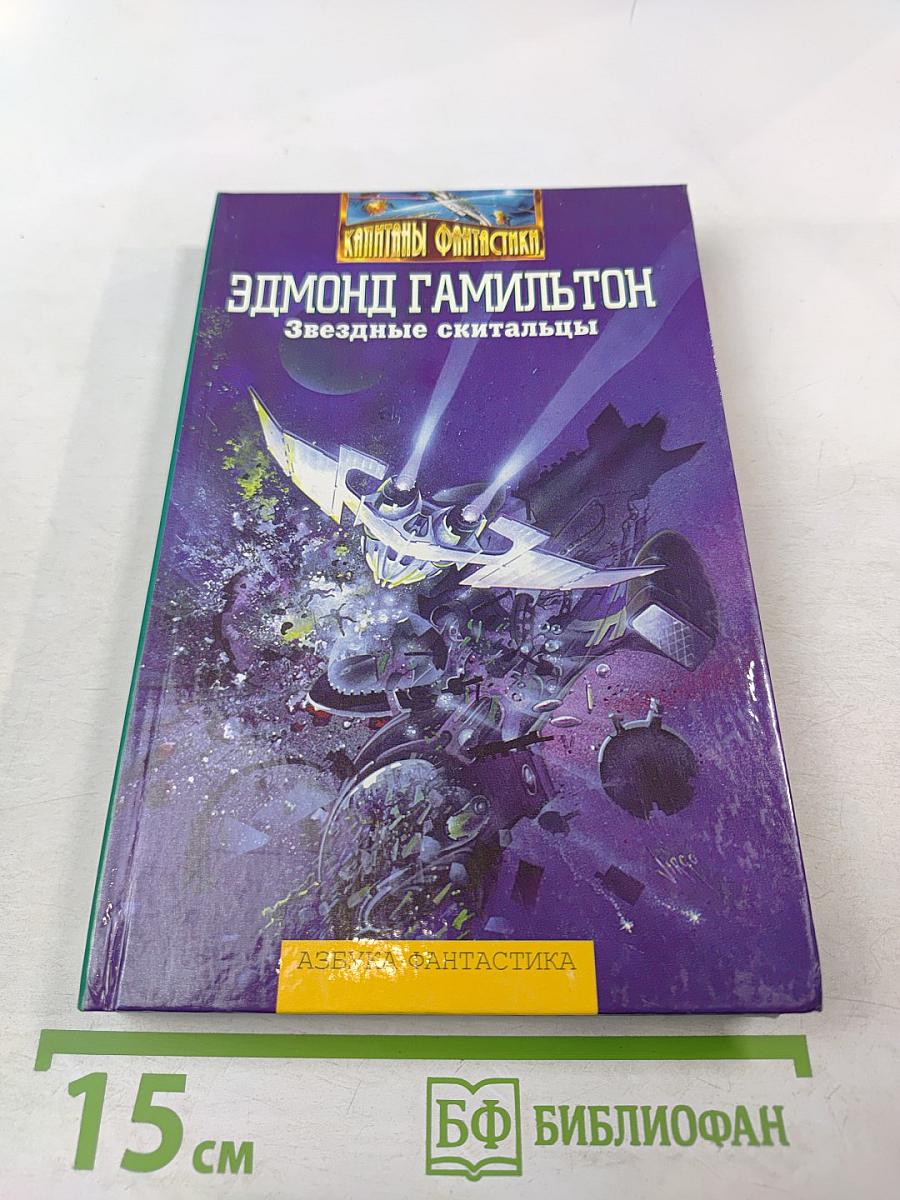 КАПИТАНЫ ФАНТАСТИКИ
ЭДМОНД ГАМИЛЬТОН
Звездные скитальцы
АЗБУКА-ФАНТАСТИКА
15 см
БФ БИБЛИОФАН